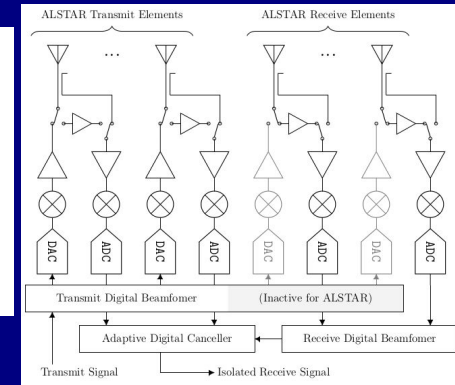 ALSTAR Transmit Elements
ALSTAR Receive Elements
...
...
DAC
ADC
DAC
ADC
DAC
ADC
DAC
ADC
Transmit Digital Beamfomer
(Inactive for ALSTAR)
Adaptive Digital Canceller
Receive Digital Beamfomer
Transmit Signal
Isolated Receive Signal